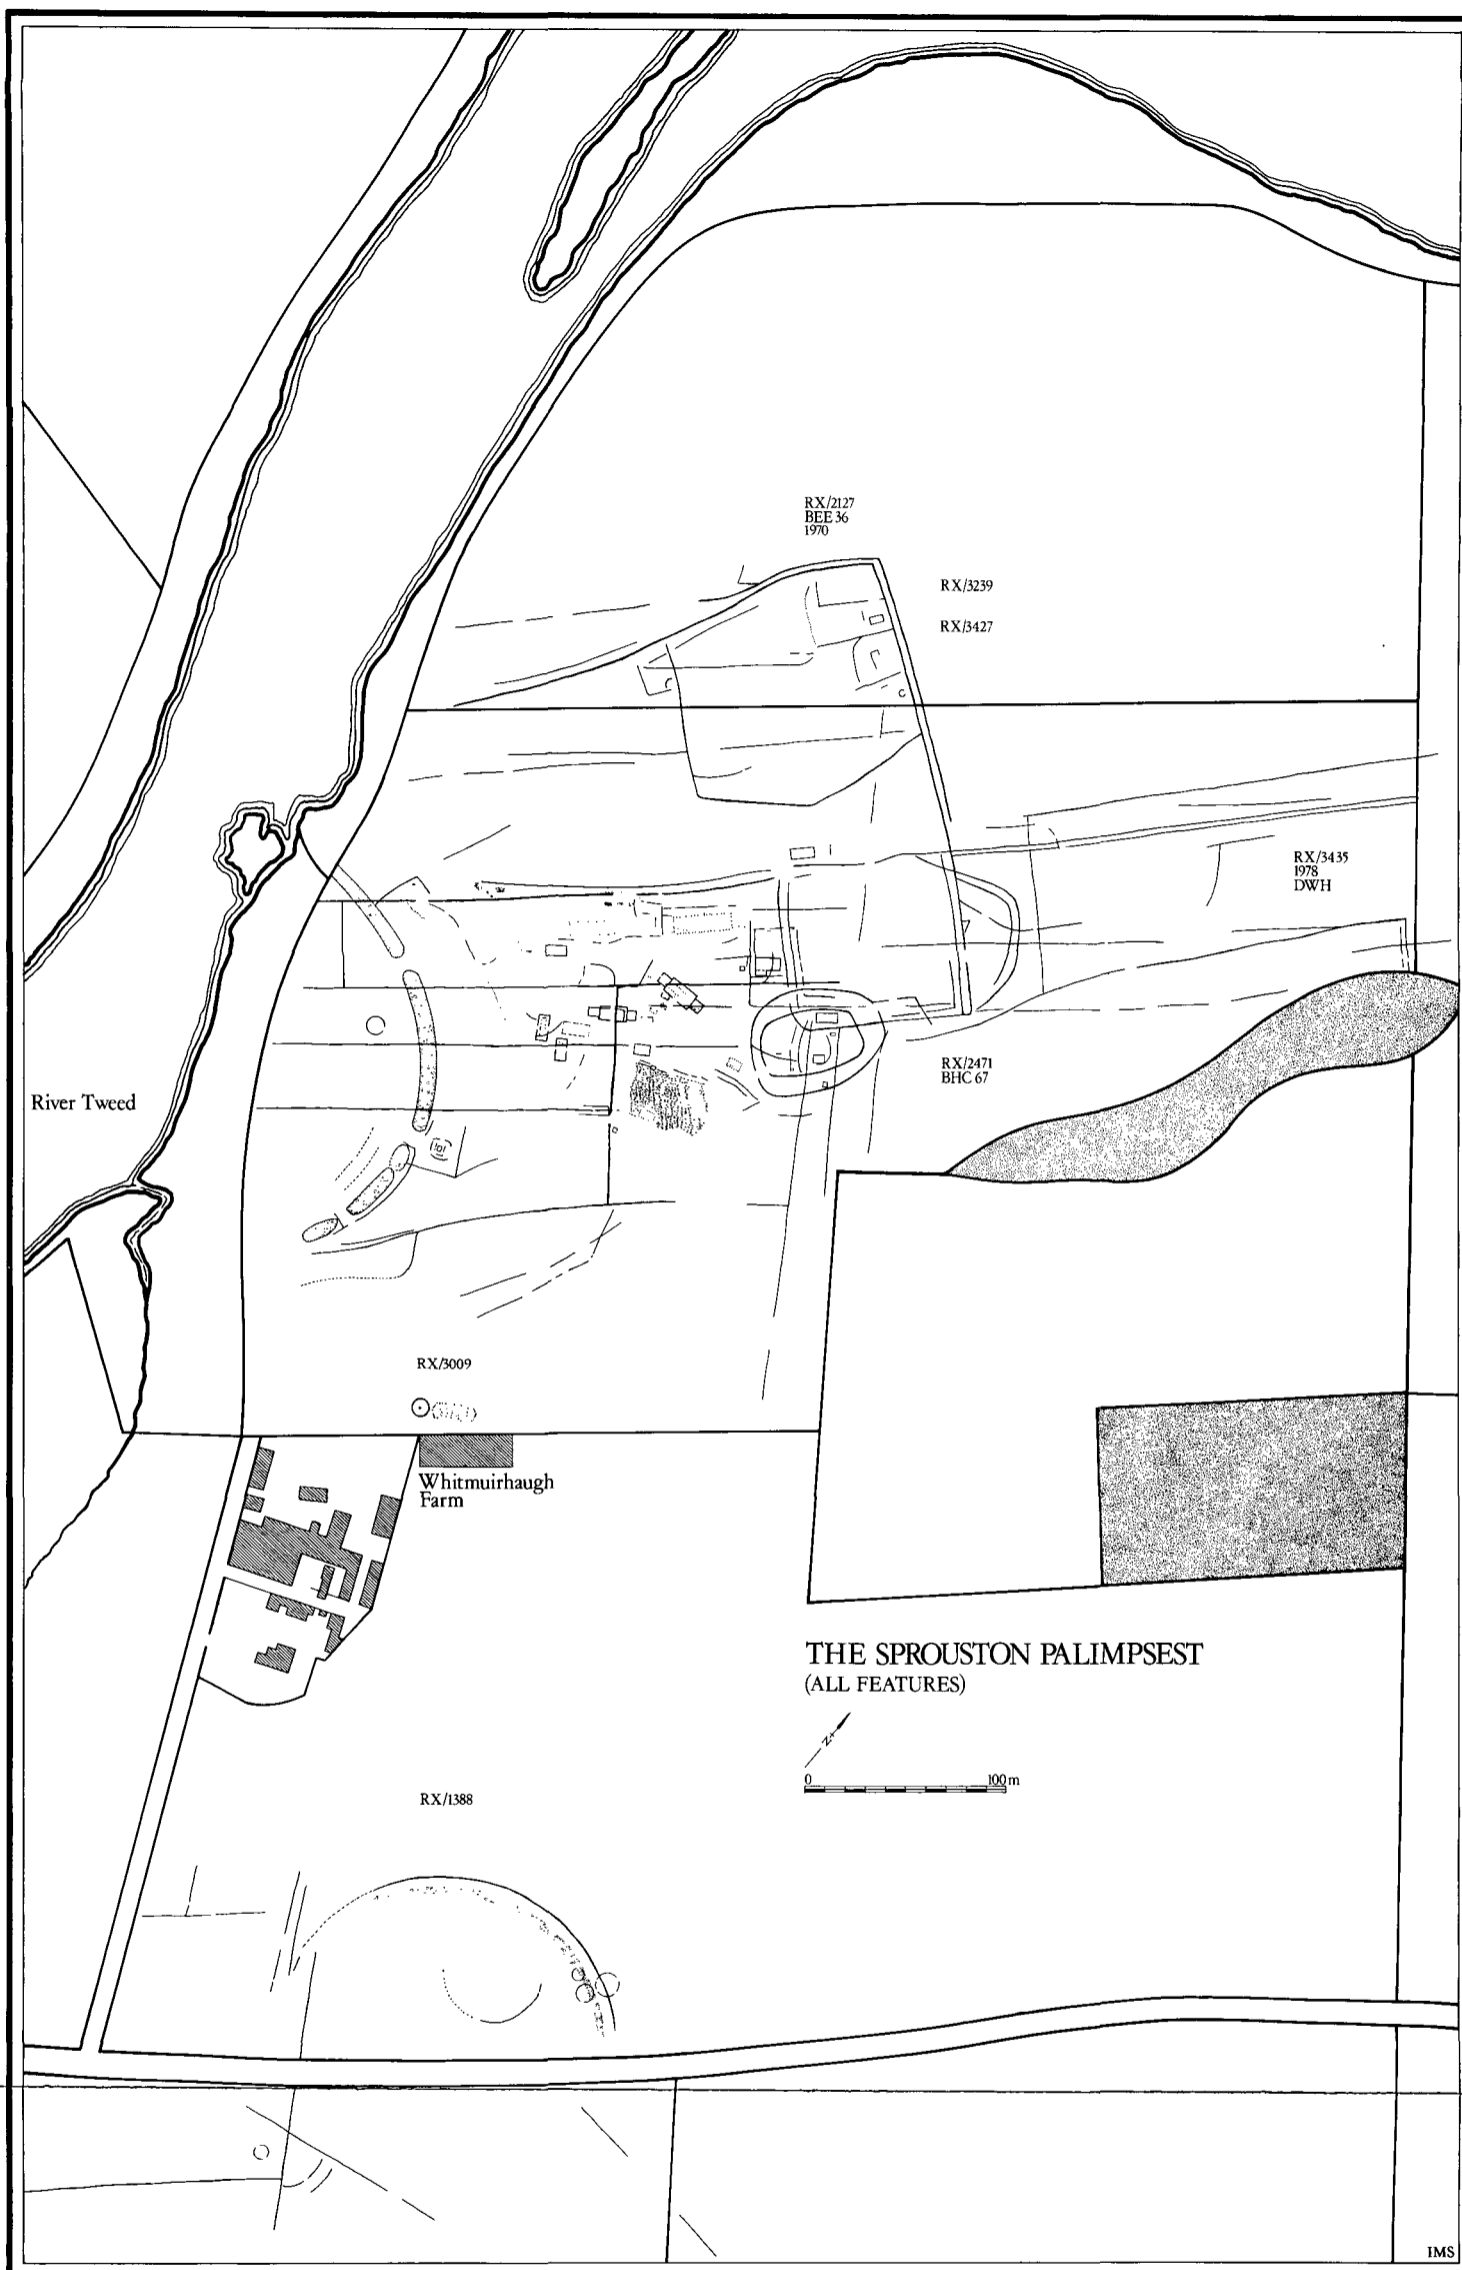 RX/2127
BEE 36
1970
RX/3239
RX/3427
RX/3435
1978
DWH
RX/2471
BHC 67
River Tweed
RX/3009
Whitmuirhaugh
Farm
THE SPROUSTON PALIMPSEST
(ALL FEATURES)
N
0 100 m
RX/1388
IMS